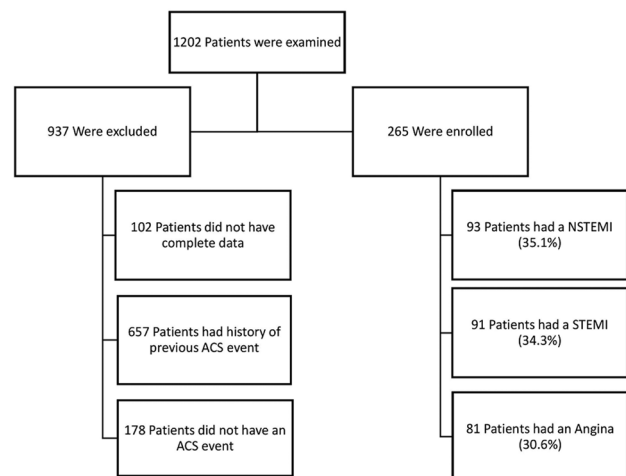 1202 Patients were examined
937 Were excluded
265 Were enrolled
102 Patients did not have
complete data
657 Patients had history of
previous ACS event
178 Patients did not have an
ACS event
93 Patients had a NSTEMI
(35.1%)
91 Patients had a STEMI
(34.3%)
81 Patients had an Angina
(30.6%)